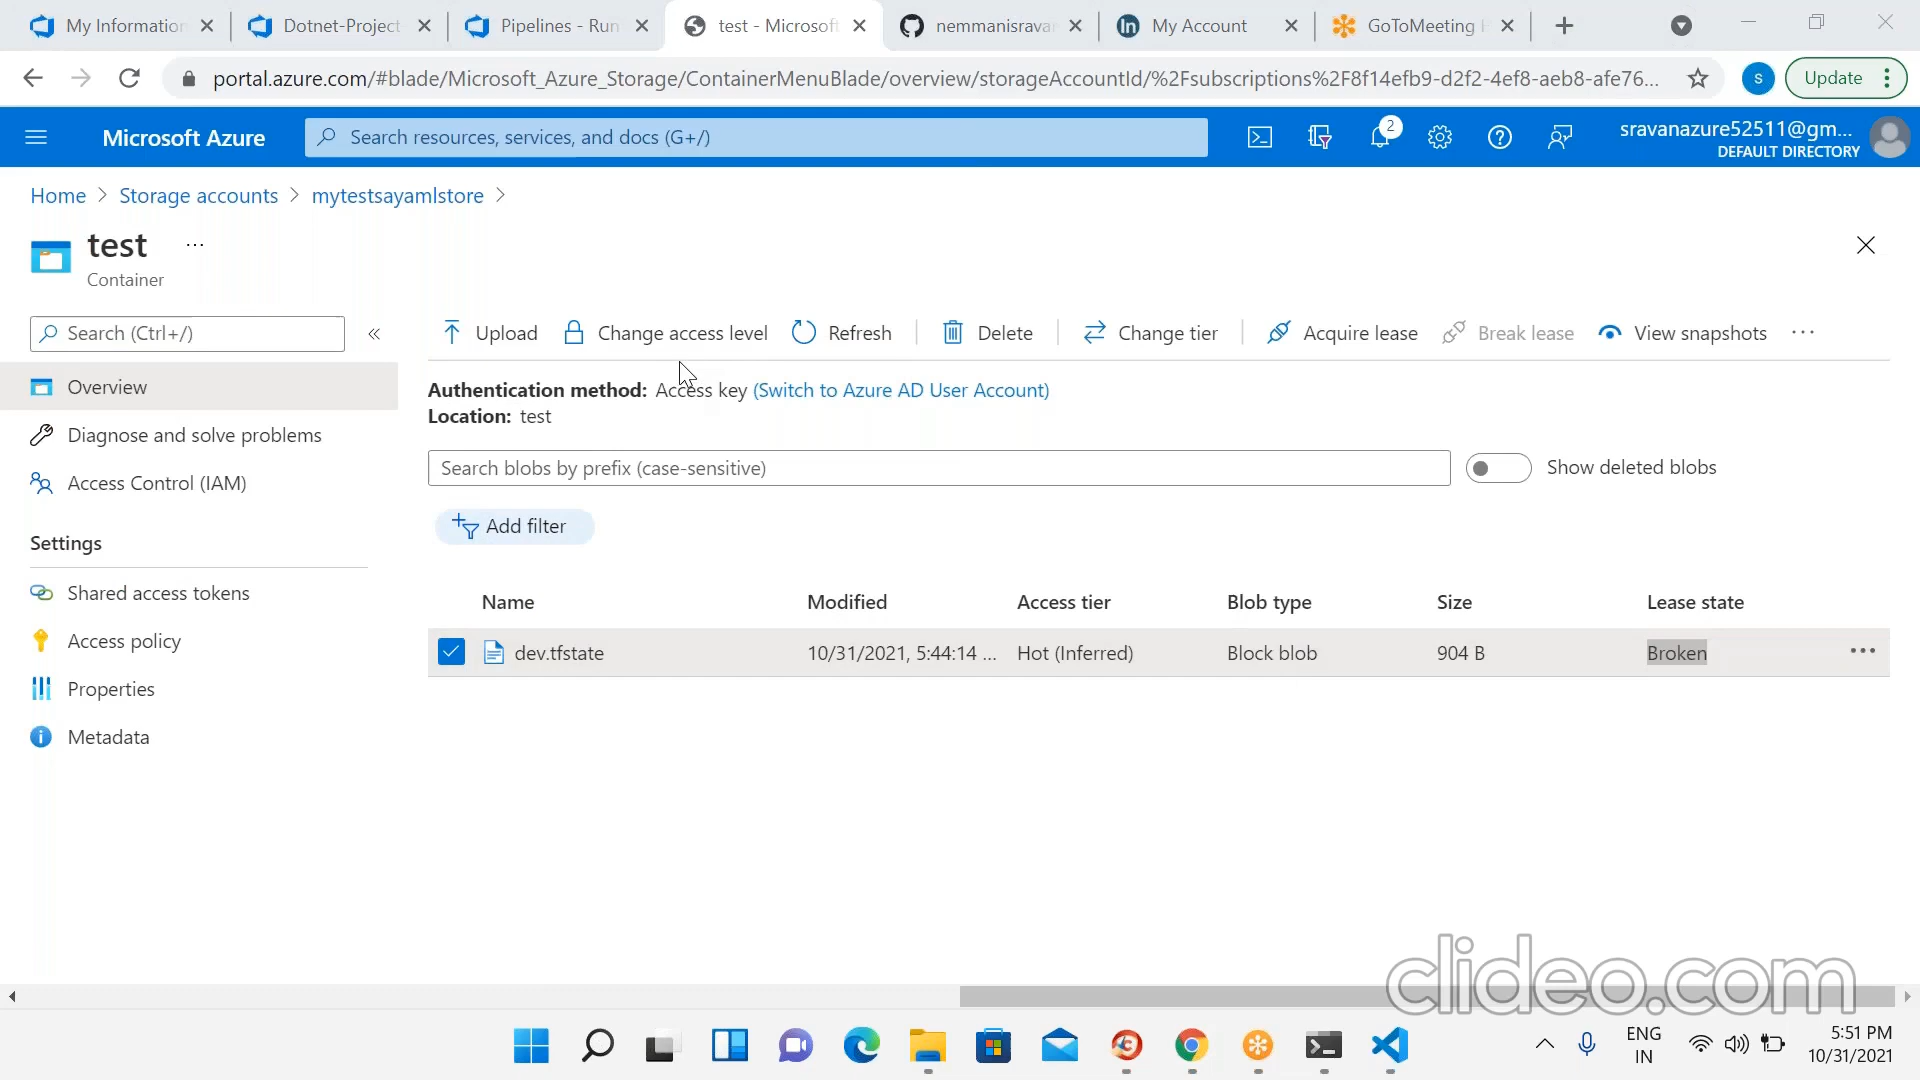 My Information
Dotnet-Project
Pipelines - Run
test - Microsoft
nemmanisravan
My Account
GoToMeeting
portal.azure.com/#blade/Microsoft_Azure_Storage/ContainerMenuBlade/overview/storageAccountId/%2Fsubscriptions%2F8f14efb9-d2f2-4ef8-aeb8-afe76...
s
Update
Microsoft Azure
Search resources, services, and docs (G+/)
2
sravanazure52511@gm...
DEFAULT DIRECTORY
Home > Storage accounts > mytestsayamlstore >
test ...
Container
Search (Ctrl+/)
«
Overview
Diagnose and solve problems
Access Control (IAM)
Settings
Shared access tokens
Access policy
Properties
Metadata
Upload Change access level Refresh Delete Change tier Acquire lease Break lease View snapshots ...
Authentication method: Access key (Switch to Azure AD User Account)
Location: test
Search blobs by prefix (case-sensitive)
Show deleted blobs
Add filter
Name Modified Access tier Blob type Size Lease state
dev.tfstate 10/31/2021, 5:44:14 ... Hot (Inferred) Block blob 904 B Broken ...
clideo.com
ENG
IN
5:51 PM
10/31/2021